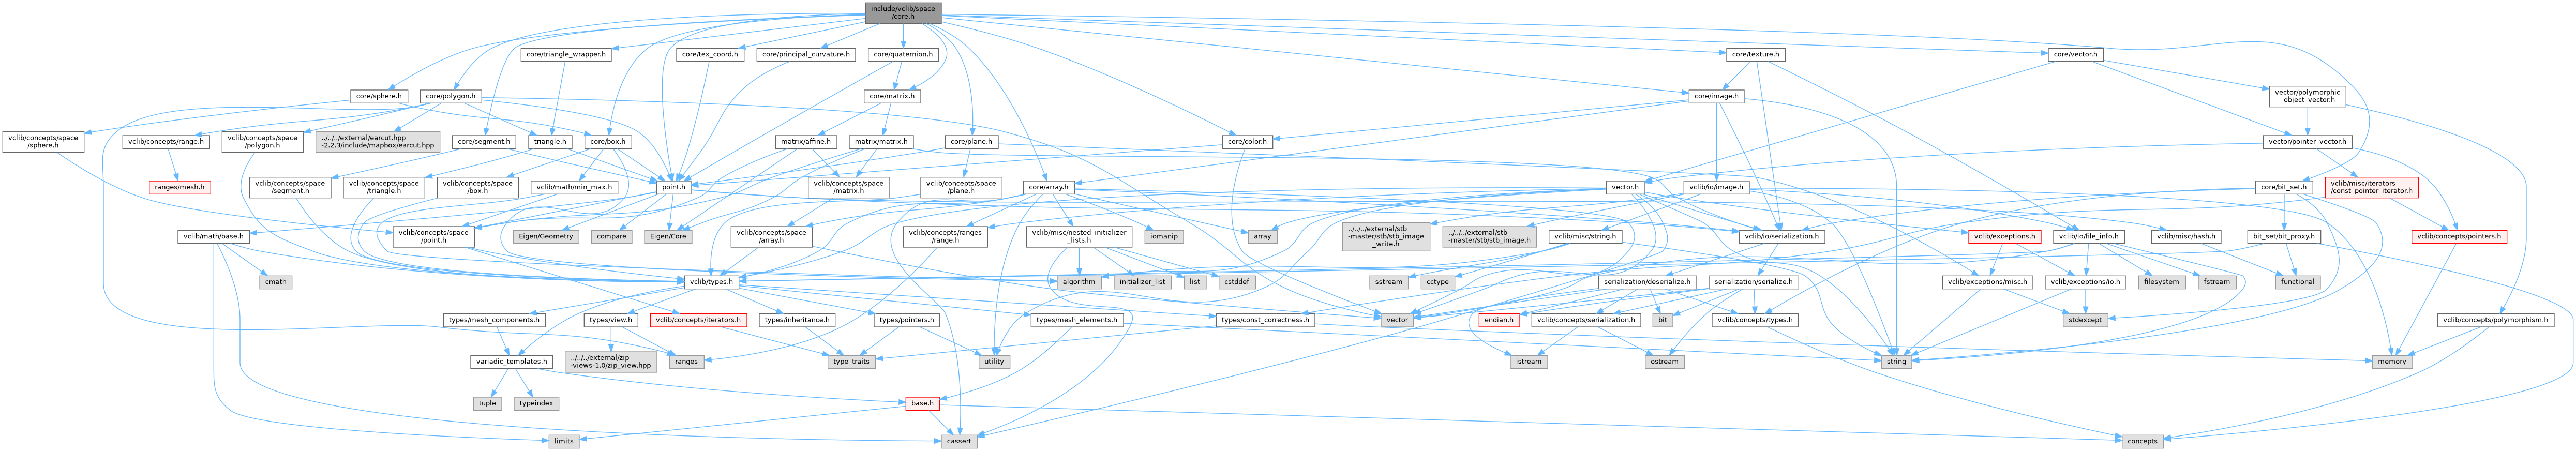 include/vclib/space
/core.h
core/triangle_wrapper.h
core/tex_coord.h
core/principal_curvature.h
core/quaternion.h
core/texture.h
core/vector.h
core/sphere.h
core/polygon.h
core/matrix.h
core/image.h
vector/polymorphic
_object_vector.h
vclib/concepts/space
/sphere.h
vclib/concepts/range.h
vclib/concepts/space
/polygon.h
../../../external/earcut.hpp
-2.2.3/include/mapbox/earcut.hpp
core/segment.h
triangle.h
core/box.h
matrix/affine.h
matrix/matrix.h
core/plane.h
core/color.h
vector/pointer_vector.h
ranges/mesh.h
vclib/concepts/space
/segment.h
vclib/concepts/space
/triangle.h
vclib/concepts/space
/box.h
vclib/math/min_max.h
point.h
vclib/concepts/space
/matrix.h
vclib/concepts/space
/plane.h
core/array.h
vector.h
vclib/io/image.h
core/bit_set.h
vclib/misc/iterators
/const_pointer_iterator.h
vclib/math/base.h
vclib/concepts/space
/point.h
Eigen/Geometry
compare
Eigen/Core
vclib/concepts/space
/array.h
vclib/concepts/ranges
/range.h
vclib/misc/nested_initializer
_lists.h
iomanip
array
../../../external/stb
-master/stb/stb_image
_write.h
../../../external/stb
-master/stb/stb_image.h
vclib/misc/string.h
vclib/io/serialization.h
vclib/exceptions.h
vclib/io/file_info.h
vclib/misc/hash.h
bit_set/bit_proxy.h
vclib/concepts/pointers.h
cmath
vclib/types.h
algorithm
initializer_list
list
cstddef
sstream
cctype
serialization/deserialize.h
serialization/serialize.h
vclib/exceptions/misc.h
vclib/exceptions/io.h
filesystem
fstream
functional
types/mesh_components.h
types/view.h
vclib/concepts/iterators.h
types/inheritance.h
types/pointers.h
types/mesh_elements.h
types/const_correctness.h
vector
endian.h
vclib/concepts/serialization.h
bit
vclib/concepts/types.h
stdexcept
vclib/concepts/polymorphism.h
variadic_templates.h
../../../external/zip
-views-1.0/zip_view.hpp
ranges
type_traits
utility
istream
ostream
string
memory
tuple
typeindex
base.h
limits
cassert
concepts